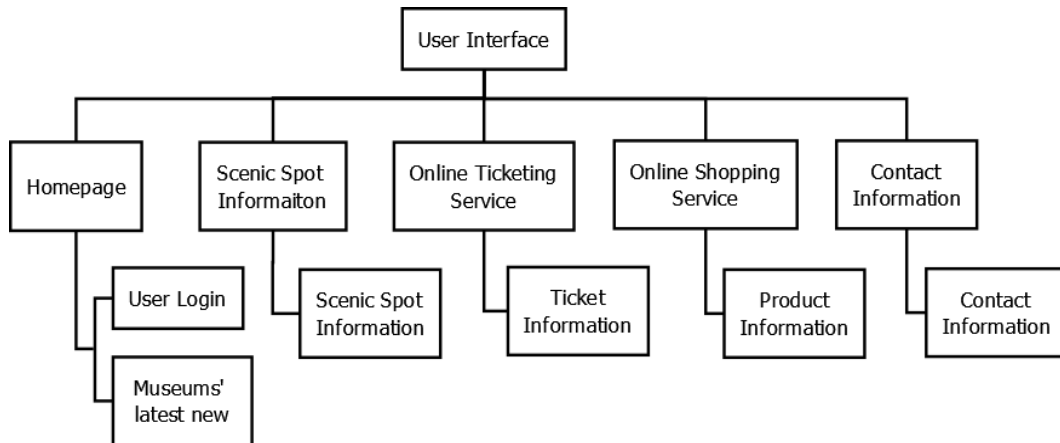 User Interface
Homepage
Scenic Spot
Informaiton
Online Ticketing
Service
Online Shopping
Service
Contact
Information
User Login
Scenic Spot
Information
Ticket
Information
Product
Information
Contact
Information
Museums'
latest new